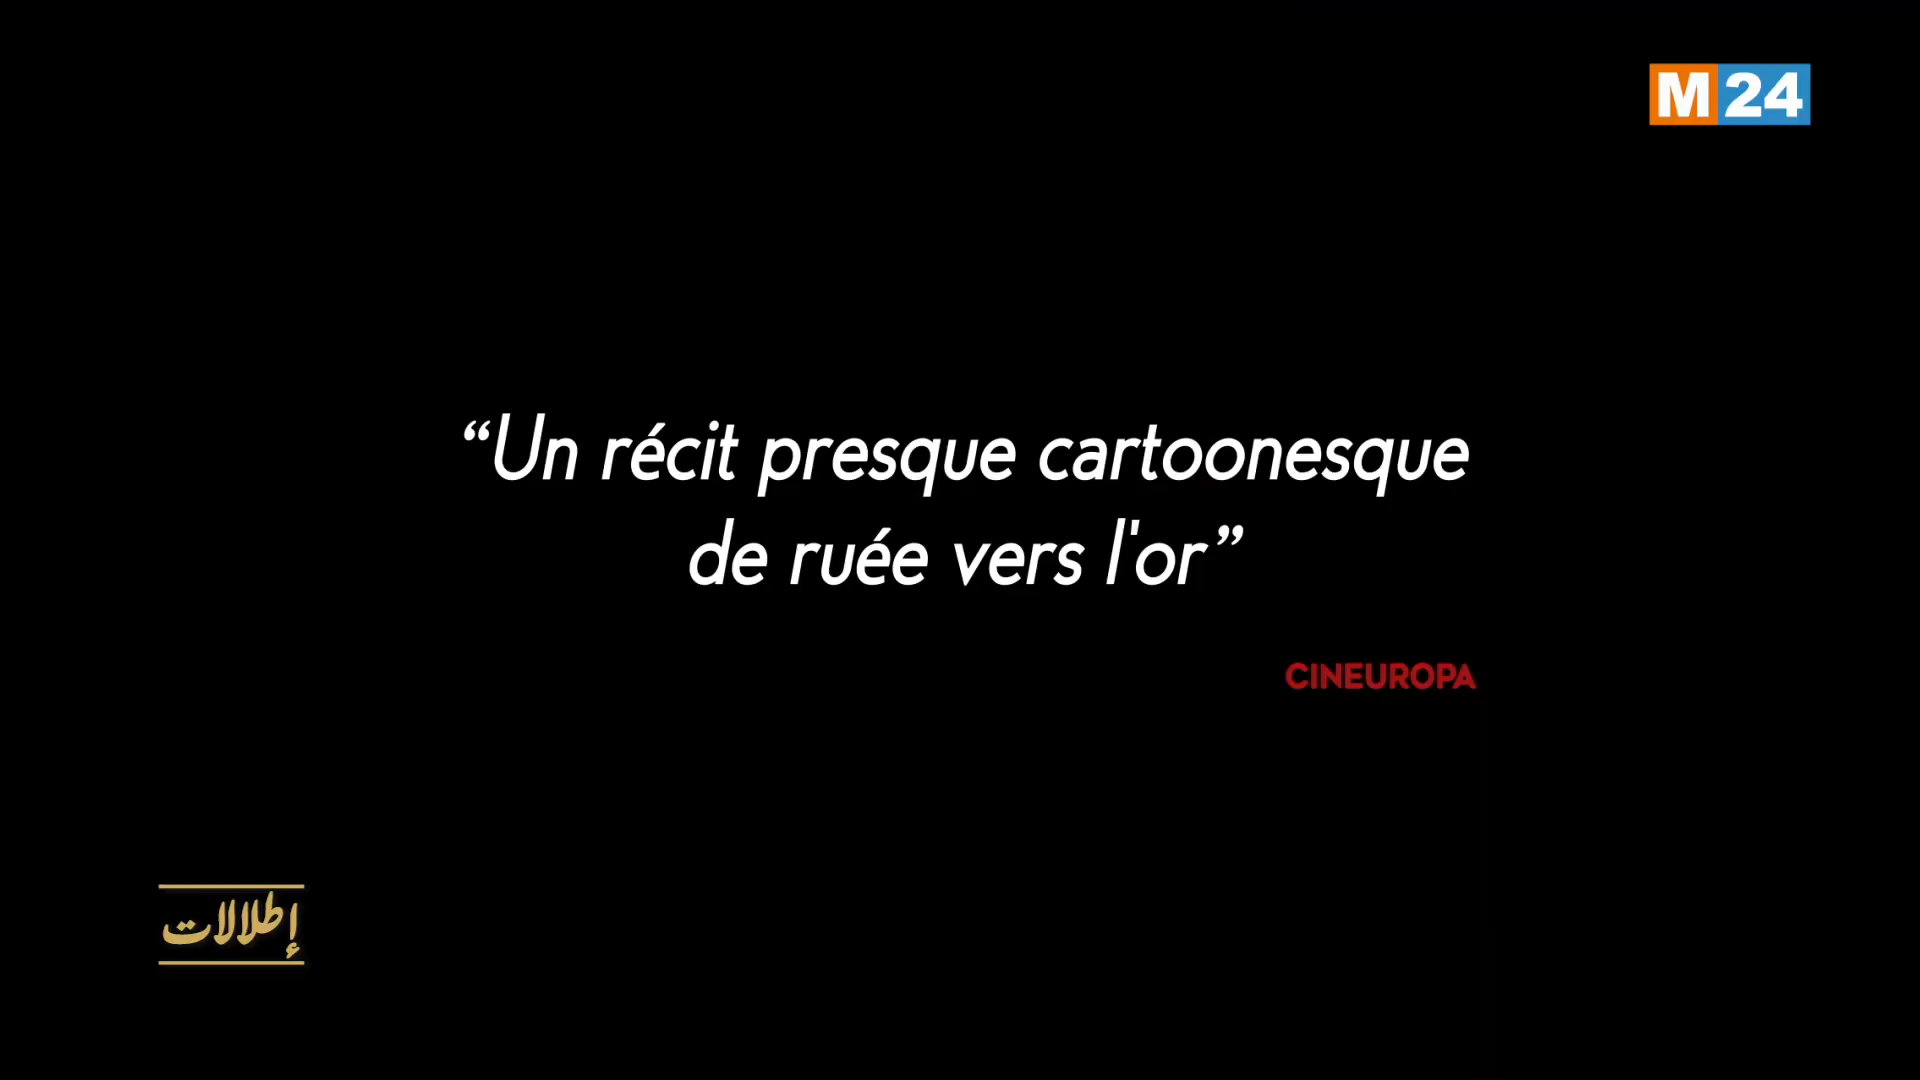 M24
“Un récit presque cartoonesque
de ruée vers l'or”
CINEUROPA
إطلالات